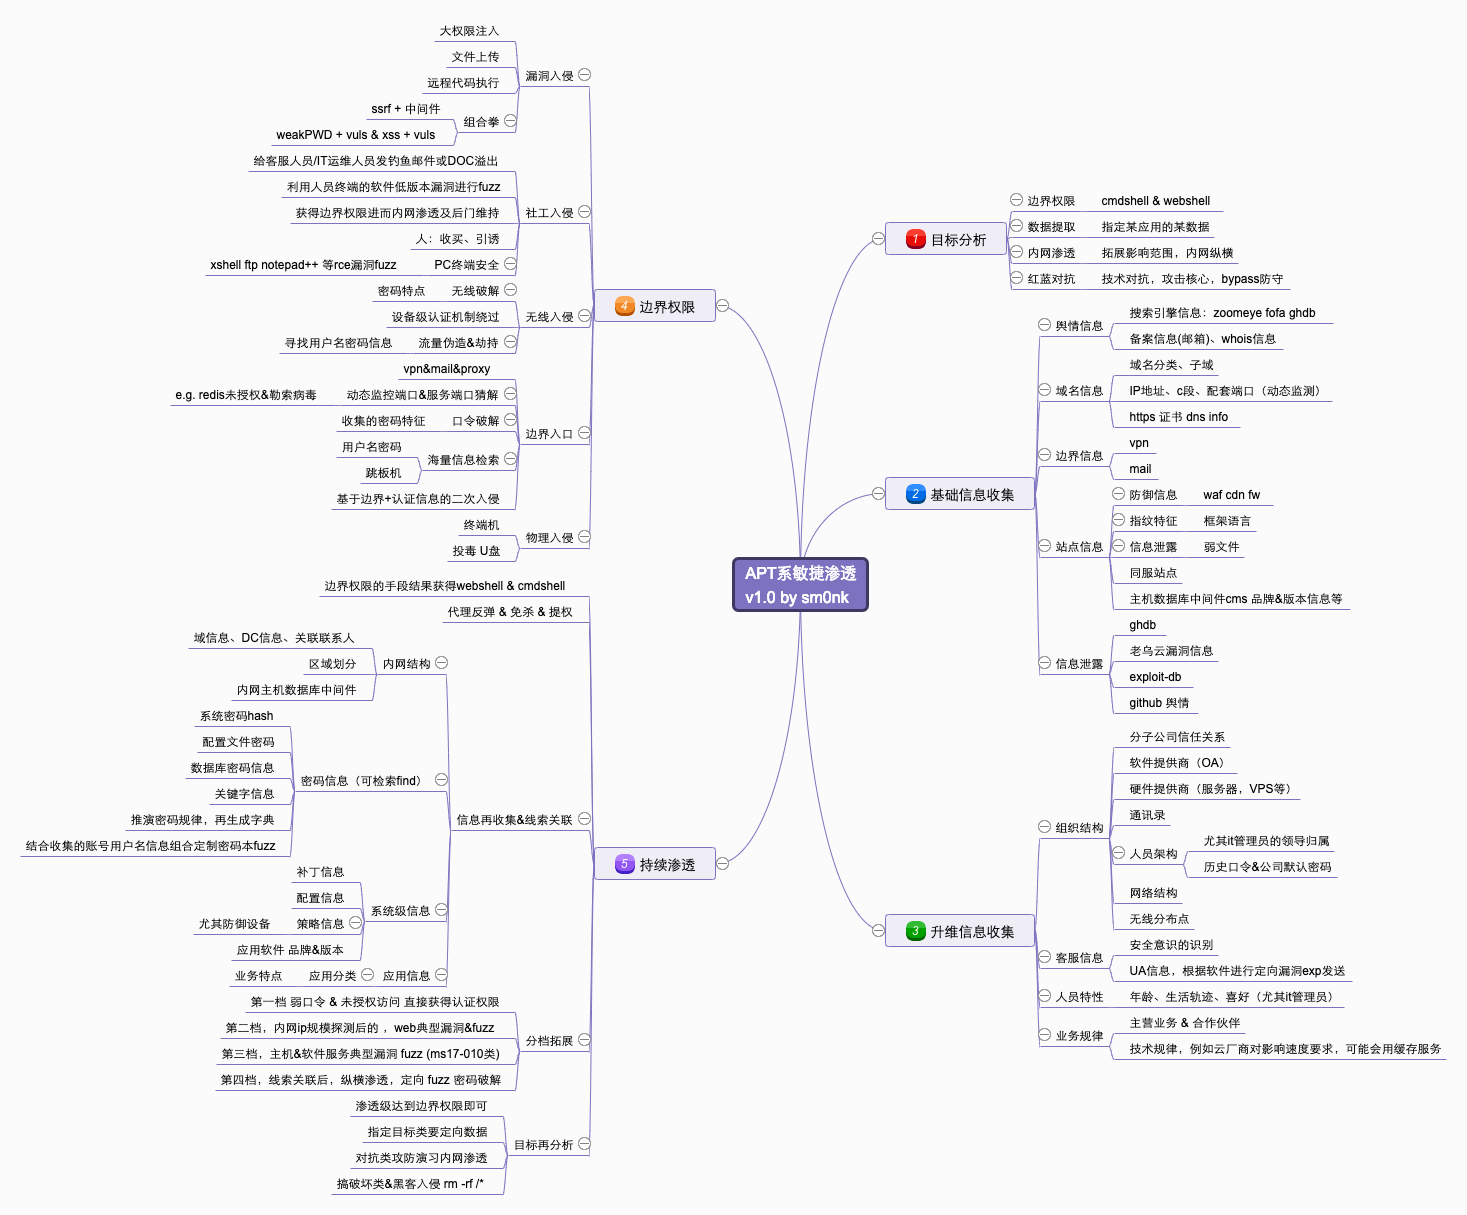 APT系敏捷渗透
v1.0 by sm0nk
1 目标分析
边界权限
cmdshell & webshell
数据提取
指定某应用的某数据
内网渗透
拓展影响范围，内网纵横
红蓝对抗
技术对抗，攻击核心，bypass防守
2 基础信息收集
舆情信息
搜索引擎信息：zoomeye fofa ghdb
备案信息(邮箱)、whois信息
域名信息
域名分类、子域
IP地址、c段、配套端口（动态监测）
https 证书 dns info
边界信息
vpn
mail
站点信息
防御信息
waf cdn fw
指纹特征
框架语言
信息泄露
弱文件
同服站点
主机数据库中间件cms 品牌&版本信息等
信息泄露
ghdb
老乌云漏洞信息
exploit-db
github 舆情
3 升维信息收集
组织结构
分子公司信任关系
软件提供商（OA）
硬件提供商（服务器，VPS等）
通讯录
人员架构
尤其it管理员的领导归属
历史口令&公司默认密码
网络结构
无线分布点
客服信息
安全意识的识别
UA信息，根据软件进行定向漏洞exp发送
人员特性
年龄、生活轨迹、喜好（尤其it管理员）
业务规律
主营业务 & 合作伙伴
技术规律，例如云厂商对影响速度要求，可能会用缓存服务
4 边界权限
漏洞入侵
大权限注入
文件上传
远程代码执行
组合拳
ssrf + 中间件
weakPWD + vuls & xss + vuls
社工入侵
给客服人员/IT运维人员发钓鱼邮件或DOC溢出
利用人员终端的软件低版本漏洞进行fuzz
获得边界权限进而内网渗透及后门维持
人：收买、引诱
PC终端安全
xshell ftp notepad++ 等rce漏洞fuzz
无线入侵
无线破解
密码特点
设备级认证机制绕过
流量伪造&劫持
寻找用户名密码信息
边界入口
vpn&mail&proxy
动态监控端口&服务端口猜解
e.g. redis未授权&勒索病毒
口令破解
收集的密码特征
海量信息检索
用户名密码
跳板机
基于边界+认证信息的二次入侵
物理入侵
终端机
投毒 U盘
5 持续渗透
边界权限的手段结果获得webshell & cmdshell
代理反弹 & 免杀 & 提权
信息再收集&线索关联
内网结构
域信息、DC信息、关联联系人
区域划分
内网主机数据库中间件
密码信息（可检索find）
系统密码hash
配置文件密码
数据库密码信息
关键字信息
推演密码规律，再生成字典
结合收集的账号用户名信息组合定制密码本fuzz
系统级信息
补丁信息
配置信息
策略信息
尤其防御设备
应用软件 品牌&版本
应用信息
应用分类
业务特点
分档拓展
第一档 弱口令 & 未授权访问 直接获得认证权限
第二档，内网ip规模探测后的 ，web典型漏洞&fuzz
第三档，主机&软件服务典型漏洞 fuzz (ms17-010类)
第四档，线索关联后，纵横渗透，定向 fuzz 密码破解
目标再分析
渗透级达到边界权限即可
指定目标类要定向数据
对抗类攻防演习内网渗透
搞破坏类&黑客入侵 rm -rf /*